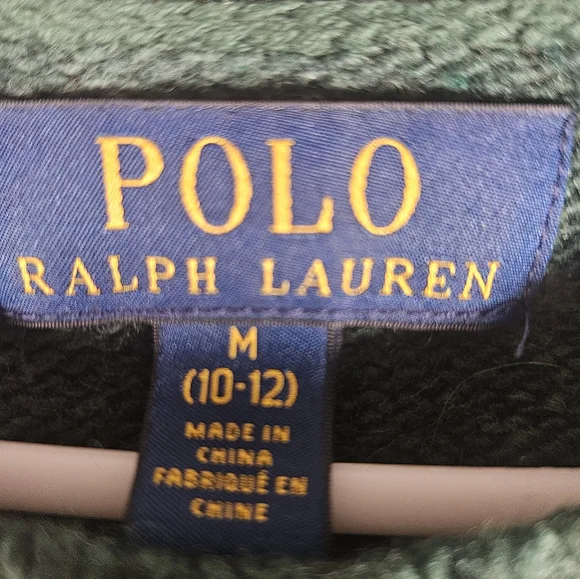 POLO
RALPH LAUREN
M
(10-12)
MADE IN
CHINA
FABRIQUÉ EN
CHINE